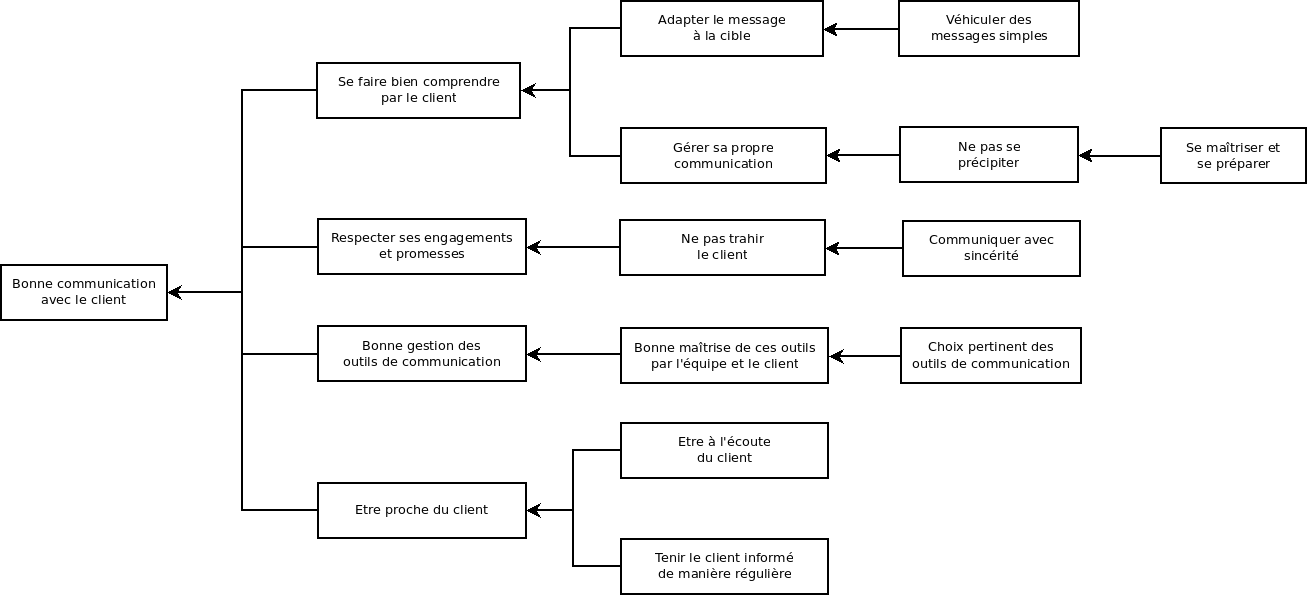 Adapter le message
à la cible
Véhiculer des
messages simples
Se faire bien comprendre
par le client
Gérer sa propre
communication
Ne pas se
précipiter
Se maîtriser et
se préparer
Respecter ses engagements
et promesses
Ne pas trahir
le client
Communiquer avec
sincérité
Bonne communication
avec le client
Bonne gestion des
outils de communication
Bonne maîtrise de ces outils
par l'équipe et le client
Choix pertinent des
outils de communication
Etre à l'écoute
du client
Etre proche du client
Tenir le client informé
de manière régulière